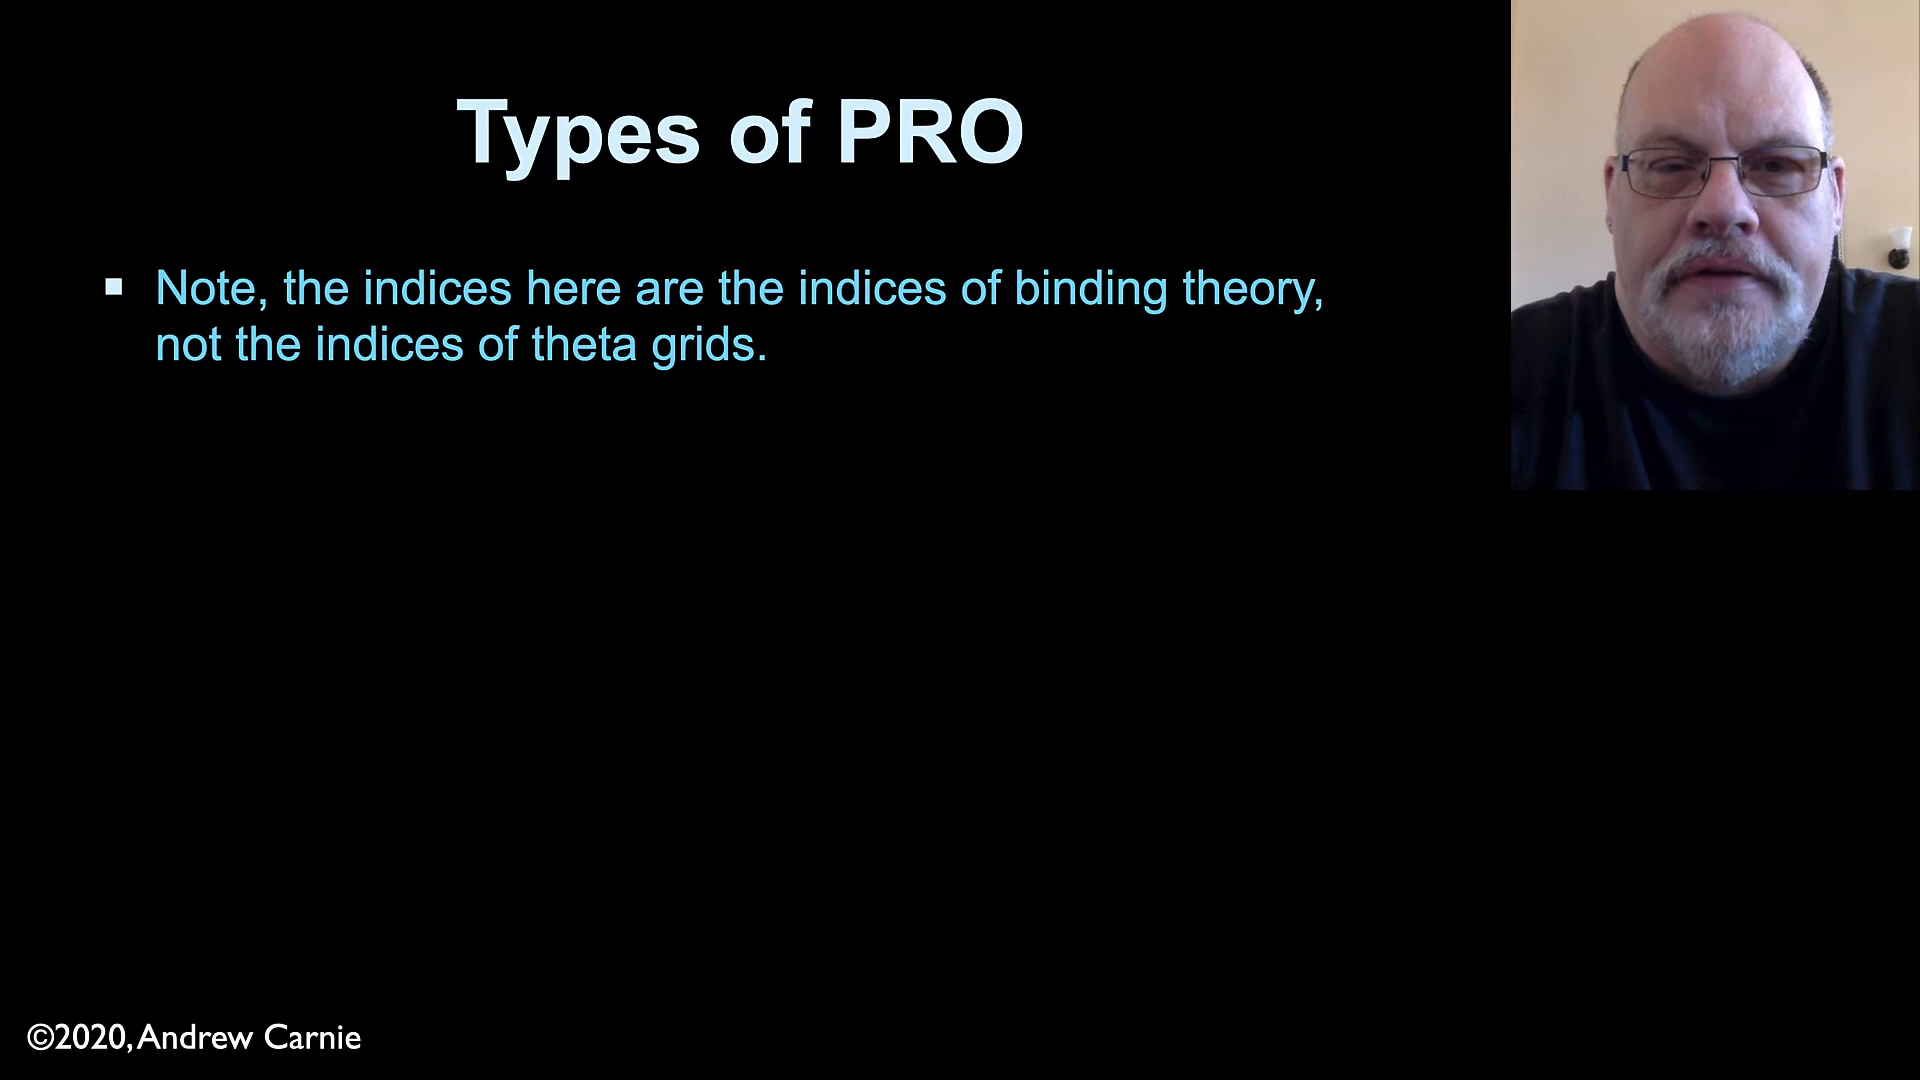 Types of PRO
Note, the indices here are the indices of binding theory,
not the indices of theta grids.
©2020, Andrew Carnie